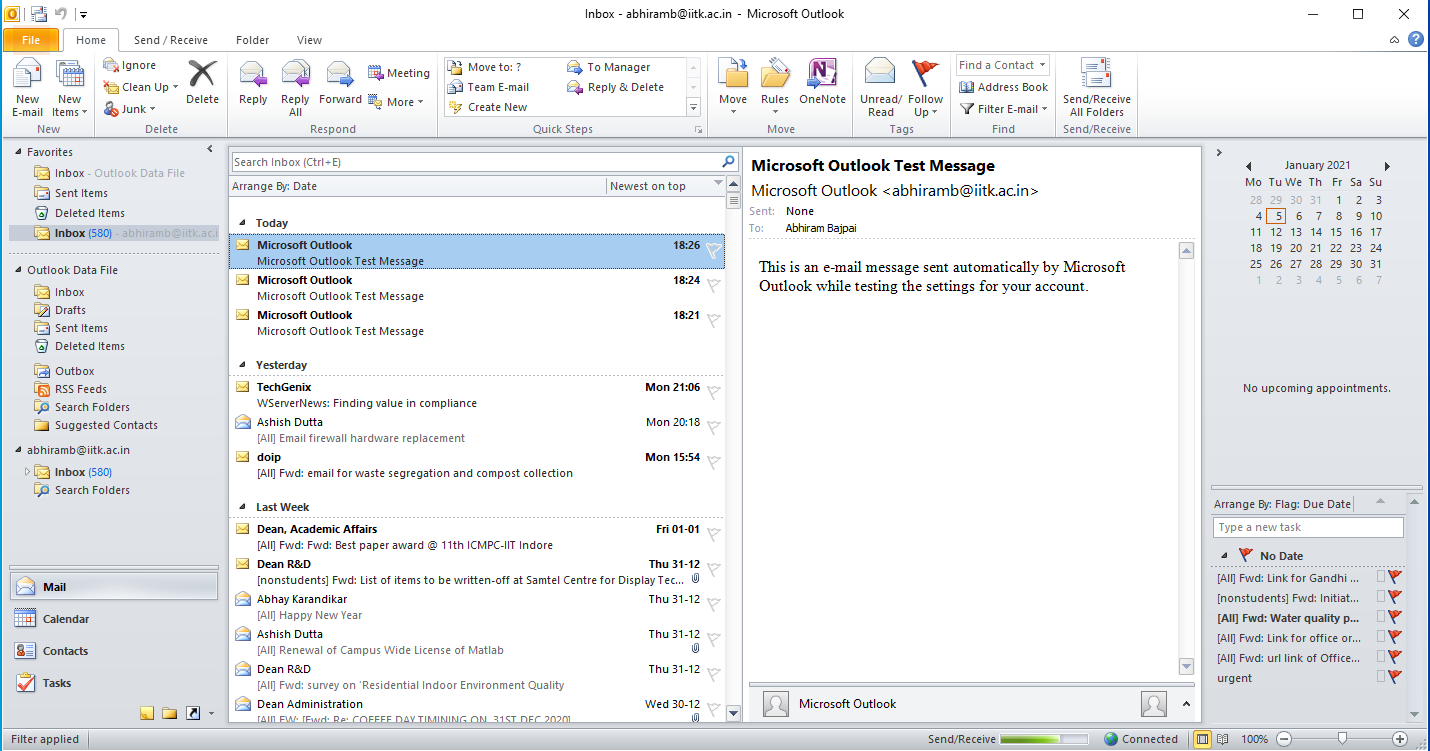 Inbox - abhiramb@iitk.ac.in - Microsoft Outlook
File Home Send / Receive Folder View
New E-mail
New Items
New
Ignore
Clean Up
Junk
Delete
Delete
Reply
Reply All
Forward
Meeting
More
Respond
Move to: ?
Team E-mail
Create New
To Manager
Reply & Delete
Quick Steps
Move
Rules
OneNote
Move
Unread/ Read
Follow Up
Tags
Find a Contact
Address Book
Filter E-mail
Find
Send/Receive All Folders
Send/Receive
Favorites
Inbox - Outlook Data File
Sent Items
Deleted Items
Inbox (580) - abhiramb@iitk.ac.i
Outlook Data File
Inbox
Drafts
Sent Items
Deleted Items
Outbox
RSS Feeds
Search Folders
Suggested Contacts
abhiramb@iitk.ac.in
Inbox (580)
Search Folders
Mail
Calendar
Contacts
Tasks
Search Inbox (Ctrl+E)
Arrange By: Date Newest on top
Today
Microsoft Outlook 18:26
Microsoft Outlook Test Message
Microsoft Outlook 18:24
Microsoft Outlook Test Message
Microsoft Outlook 18:21
Microsoft Outlook Test Message
Yesterday
TechGenix Mon 21:06
WServerNews: Finding value in compliance
Ashish Dutta Mon 20:18
[All] Email firewall hardware replacement
doip Mon 15:54
[All] Fwd: email for waste segregation and compost collection
Last Week
Dean, Academic Affairs Fri 01-01
[All] Fwd: Fwd: Best paper award @ 11th ICMPC-IIT Indore
Dean R&D Thu 31-12
[nonstudents] Fwd: List of items to be written-off at Samtel Centre for Display Tec...
Abhay Karandikar Thu 31-12
[All] Happy New Year
Ashish Dutta Thu 31-12
[All] Renewal of Campus Wide License of Matlab
Dean R&D Thu 31-12
[All] Fwd: survey on 'Residential Indoor Environment Quality
Dean Administration Wed 30-12
[All] FW: [Fwd: Re: COFFEE DAY TIMINING ON 31ST DEC 2020]
Microsoft Outlook Test Message
Microsoft Outlook <abhiramb@iitk.ac.in>
Sent: None
To: Abhiram Bajpai
This is an e-mail message sent automatically by Microsoft
Outlook while testing the settings for your account.
Microsoft Outlook
January 2021
Mo Tu We Th Fr Sa Su
28 29 30 31 1 2 3
4 5 6 7 8 9 10
11 12 13 14 15 16 17
18 19 20 21 22 23 24
25 26 27 28 29 30 31
1 2 3 4 5 6 7
No upcoming appointments.
Arrange By: Flag: Due Date
Type a new task
No Date
[All] Fwd: Link for Gandhi ...
[nonstudents] Fwd: Initiat...
[All] Fwd: Water quality p...
[All] Fwd: Link for office or...
[All] Fwd: url link of Office...
urgent
Filter applied
Send/Receive
Connected
100%